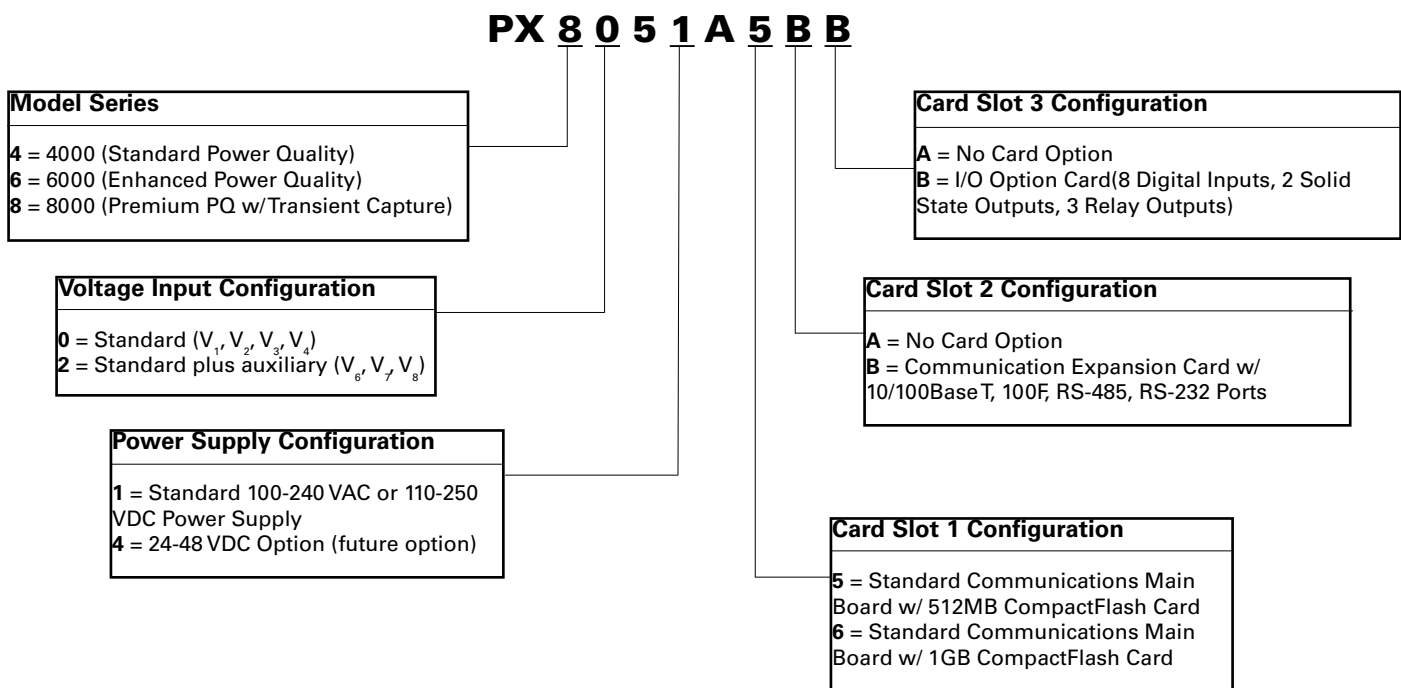 PX 8 0 5 1 A 5 B B
Model Series
4 = 4000 (Standard Power Quality)
6 = 6000 (Enhanced Power Quality)
8 = 8000 (Premium PQ w/Transient Capture)
Voltage Input Configuration
0 = Standard (V₁, V₂, V₃, V₄)
2 = Standard plus auxiliary (V₆, V₇, V₈)
Power Supply Configuration
1 = Standard 100-240 VAC or 110-250
VDC Power Supply
4 = 24-48 VDC Option (future option)
Card Slot 3 Configuration
A = No Card Option
B = I/O Option Card(8 Digital Inputs, 2 Solid
State Outputs, 3 Relay Outputs)
Card Slot 2 Configuration
A = No Card Option
B = Communication Expansion Card w/
10/100Base T, 100F, RS-485, RS-232 Ports
Card Slot 1 Configuration
5 = Standard Communications Main
Board w/ 512MB CompactFlash Card
6 = Standard Communications Main
Board w/ 1GB CompactFlash Card